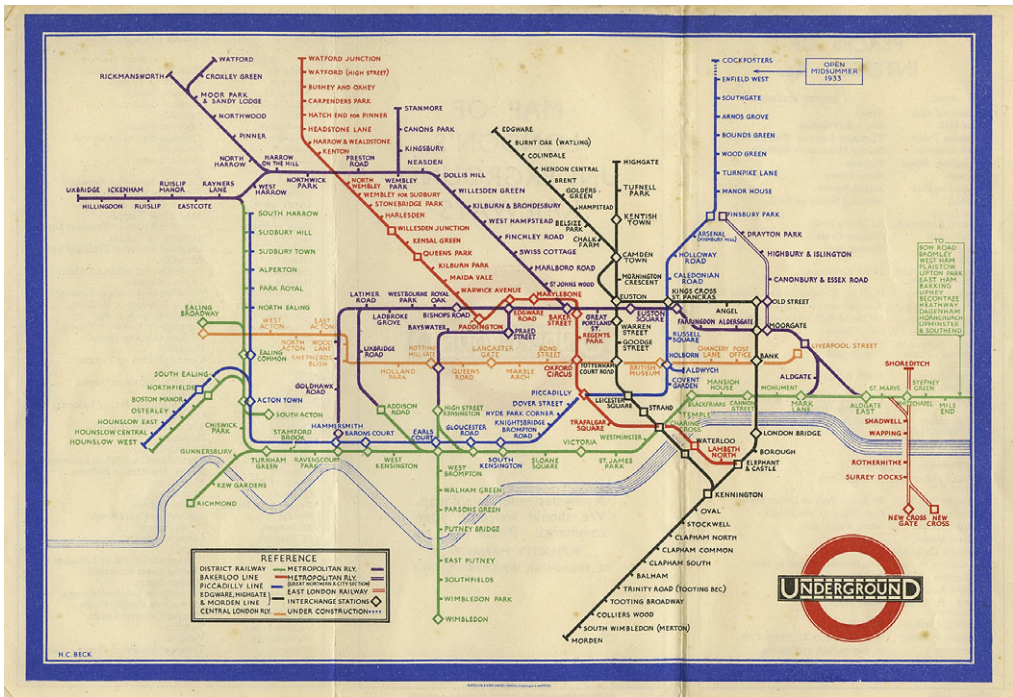 WATFORD
RICKMANSWORTH
CROXLEY GREEN
MOOR PARK
& SANDY LODGE
NORTHWOOD
PINNER
NORTH
HARROW
HARROW
ON THE HILL
WEST
HARROW
RAYNERS
LANE
EASTCOTE
RUISLIP
MANOR
RUISLIP
ICKENHAM
HILLINGDON
UXBRIDGE
NORTHWICK
PARK
PRESTON
ROAD
WEMBLEY
PARK
STANMORE
CANONS PARK
KINGSBURY
NEASDEN
DOLLIS HILL
WILLESDEN GREEN
KILBURN & BRONDESBURY
WEST HAMPSTEAD
FINCHLEY ROAD
SWISS COTTAGE
MARLBORO ROAD
ST JOHNS WOOD
WATFORD JUNCTION
WATFORD (HIGH STREET)
BUSHEY AND OXHEY
CARPENDERS PARK
HATCH END FOR PINNER
HEADSTONE LANE
HARROW & WEALDSTONE
KENTON
NORTH
WEMBLEY
WEMBLEY FOR SUDBURY
STONEBRIDGE PARK
HARLESDEN
WILLESDEN JUNCTION
KENSAL GREEN
QUEENS PARK
KILBURN PARK
MAIDA VALE
WARWICK AVENUE
MARYLEBONE
PADDINGTON
EDGWARE
ROAD
BAKER
STREET
PRAED
STREET
EDGWARE
BURNT OAK (WATLING)
COLINDALE
HENDON CENTRAL
BRENT
GOLDERS
GREEN
HAMPSTEAD
BELSIZE
PARK
CHALK
FARM
HIGHGATE
TUFNELL
PARK
KENTISH
TOWN
CAMDEN
TOWN
MORNINGTON
CRESCENT
EUSTON
COCKFOSTERS
OPEN
MIDSUMMER
1933
ENFIELD WEST
SOUTHGATE
ARNOS GROVE
BOUNDS GREEN
WOOD GREEN
TURNPIKE LANE
MANOR HOUSE
FINSBURY PARK
ARSENAL
(HIGHBURY HILL)
HOLLOWAY
ROAD
CALEDONIAN
ROAD
KINGS CROSS
ST. PANCRAS
DRAYTON PARK
HIGHBURY & ISLINGTON
CANONBURY & ESSEX ROAD
OLD STREET
ANGEL
MOORGATE
FARRINGDON
ALDERSGATE
LIVERPOOL STREET
BANK
POST
OFFICE
CHANCERY
LANE
ALDGATE
TO
BOW ROAD
BROMLEY
WEST HAM
PLAISTOW
UPTON PARK
EAST HAM
BARKING
UPNEY
BECONTREE
HEATHWAY
DAGENHAM
HORNCHURCH
UPMINSTER
& SOUTHEND
SOUTH HARROW
SUDBURY HILL
SUDBURY TOWN
ALPERTON
PARK ROYAL
NORTH EALING
EALING
BROADWAY
WEST
ACTON
EAST
ACTON
NORTH
ACTON
WOOD
LANE
SHEPHERDS
BUSH
EALING
COMMON
LATIMER
ROAD
LADBROKE
GROVE
WESTBOURNE
PARK
ROYAL
OAK
BISHOPS ROAD
BAYSWATER
UXBRIDGE
ROAD
HOLLAND
PARK
NOTTING
HILL GATE
QUEENS
ROAD
LANCASTER
GATE
MARBLE
ARCH
BOND
STREET
OXFORD
CIRCUS
REGENTS
PARK
GREAT
PORTLAND
ST.
EUSTON
SQUARE
WARREN
STREET
GOODGE
STREET
TOTTENHAM
COURT ROAD
RUSSELL
SQUARE
HOLBORN
BRITISH
MUSEUM
ALDWYCH
COVENT
GARDEN
LEICESTER
SQUARE
STRAND
PICCADILLY
DOVER STREET
HYDE PARK CORNER
KNIGHTSBRIDGE
BROMPTON
ROAD
TRAFALGAR
SQUARE
WESTMINSTER
CHARING
CROSS
TEMPLE
BLACKFRIARS
MANSION
HOUSE
CANNON
STREET
MONUMENT
MARK
LANE
ALDGATE
EAST
ST MARYS
WHITECHAPEL
STEPNEY
GREEN
MILE
END
SHOREDITCH
SHADWELL
WAPPING
ROTHERHITHE
SURREY DOCKS
NEW CROSS
GATE
NEW
CROSS
SOUTH EALING
NORTHFIELDS
BOSTON MANOR
OSTERLEY
HOUNSLOW EAST
HOUNSLOW CENTRAL
HOUNSLOW WEST
ACTON TOWN
SOUTH ACTON
CHISWICK
PARK
GUNNERSBURY
KEW GARDENS
RICHMOND
TURNHAM
GREEN
STAMFORD
BROOK
RAVENSCOURT
PARK
GOLDHAWK
ROAD
HAMMERSMITH
BARONS COURT
WEST
KENSINGTON
ADDISON
ROAD
HIGH STREET
KENSINGTON
EARLS
COURT
GLOUCESTER
ROAD
SOUTH
KENSINGTON
SLOANE
SQUARE
VICTORIA
ST. JAMES
PARK
WEST
BROMPTON
WALHAM GREEN
PARSONS GREEN
PUTNEY BRIDGE
EAST PUTNEY
SOUTHFIELDS
WIMBLEDON PARK
WIMBLEDON
WATERLOO
LAMBETH
NORTH
ELEPHANT
& CASTLE
LONDON BRIDGE
BOROUGH
KENNINGTON
OVAL
STOCKWELL
CLAPHAM NORTH
CLAPHAM COMMON
CLAPHAM SOUTH
BALHAM
TRINITY ROAD (TOOTING BEC)
TOOTING BROADWAY
COLLIERS WOOD
SOUTH WIMBLEDON (MERTON)
MORDEN
REFERENCE
DISTRICT RAILWAY
BAKERLOO LINE
PICCADILLY LINE
EDGWARE, HIGHGATE
& MORDEN LINE
CENTRAL LONDON RLY.
METROPOLITAN RLY.
METROPOLITAN RLY.
(GREAT NORTHERN & CITY SECTION)
EAST LONDON RAILWAY
INTERCHANGE STATIONS
UNDER CONSTRUCTION
UNDERGROUND
H.C. BECK